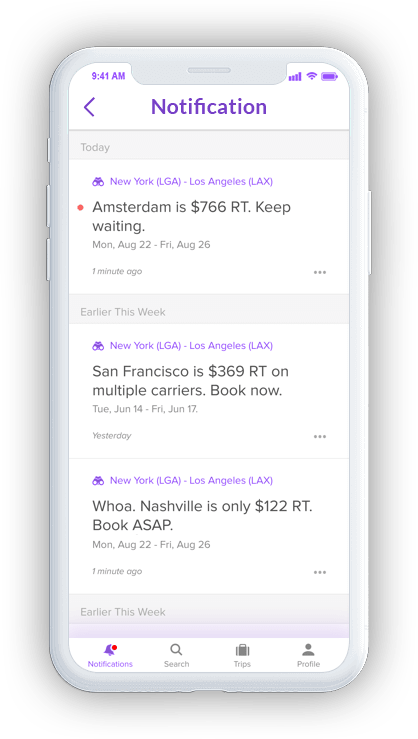 9:41 AM
Notification
Today
New York (LGA) - Los Angeles (LAX)
Amsterdam is $766 RT. Keep
waiting.
Mon, Aug 22 - Fri, Aug 26
1 minute ago
Earlier This Week
New York (LGA) - Los Angeles (LAX)
San Francisco is $369 RT on
multiple carriers. Book now.
Tue, Jun 14 - Fri, Jun 17.
Yesterday
New York (LGA) - Los Angeles (LAX)
Whoa. Nashville is only $122 RT.
Book ASAP.
Mon, Aug 22 - Fri, Aug 26
1 minute ago
Earlier This Week
Notifications Search Trips Profile